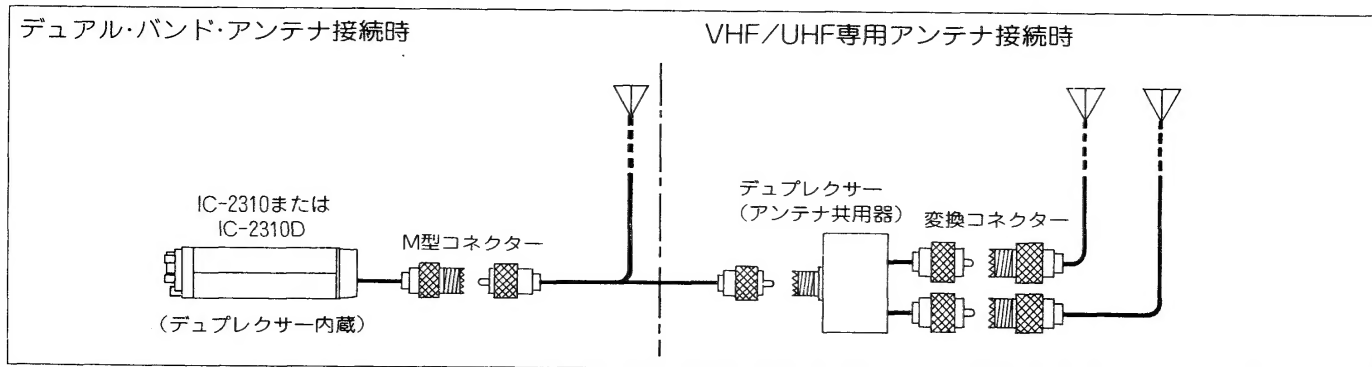 デュアル・バンド・アンテナ接続時
VHF/UHF専用アンテナ接続時
IC-2310または
IC-2310D
M型コネクター
(デュプレクサー内蔵)
デュプレクサー
(アンテナ共用器)
変換コネクター